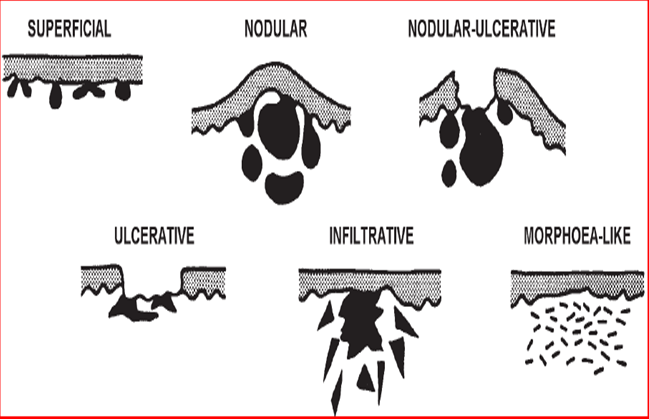 SUPERFICIAL
NODULAR
NODULAR-ULCERATIVE
ULCERATIVE
INFILTRATIVE
MORPHOEA-LIKE